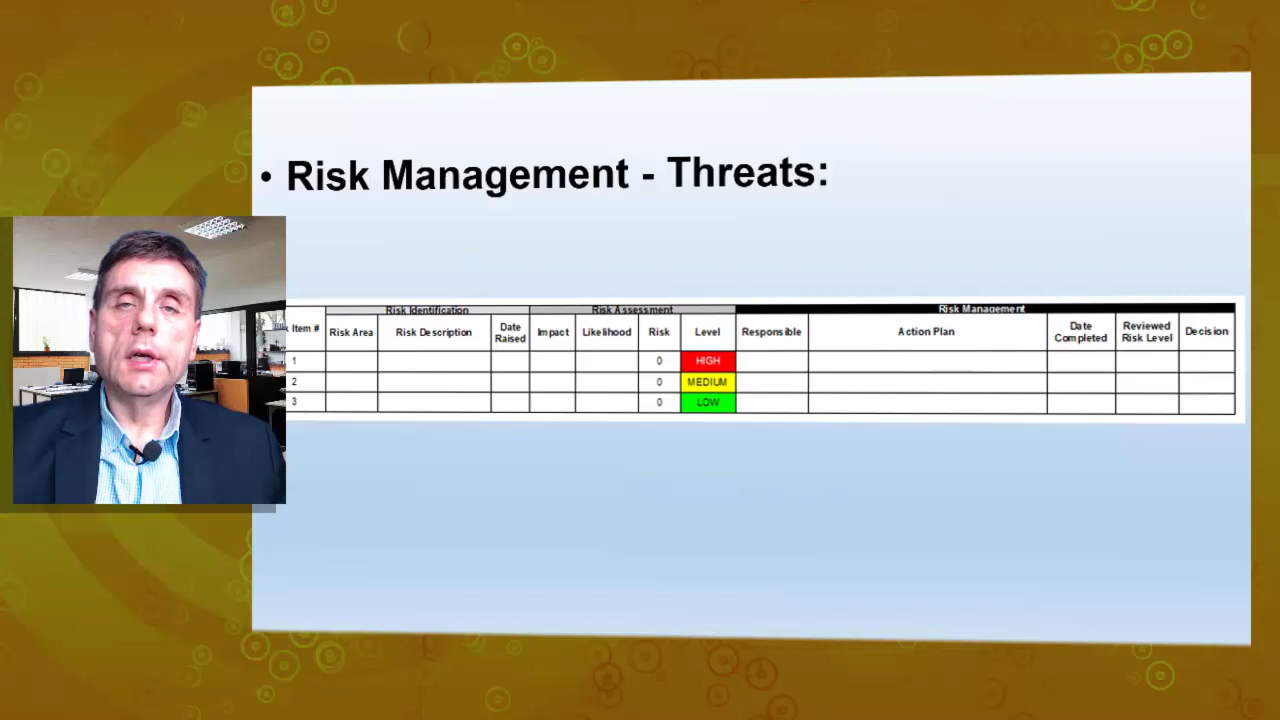 • Risk Management - Threats:
Risk Identification Risk Assessment Risk Management
Item # Risk Area Risk Description Date Raised Impact Likelihood Risk Level Responsible Action Plan Date Completed Reviewed Risk Level Decision
1 0 HIGH
2 0 MEDIUM
3 0 LOW